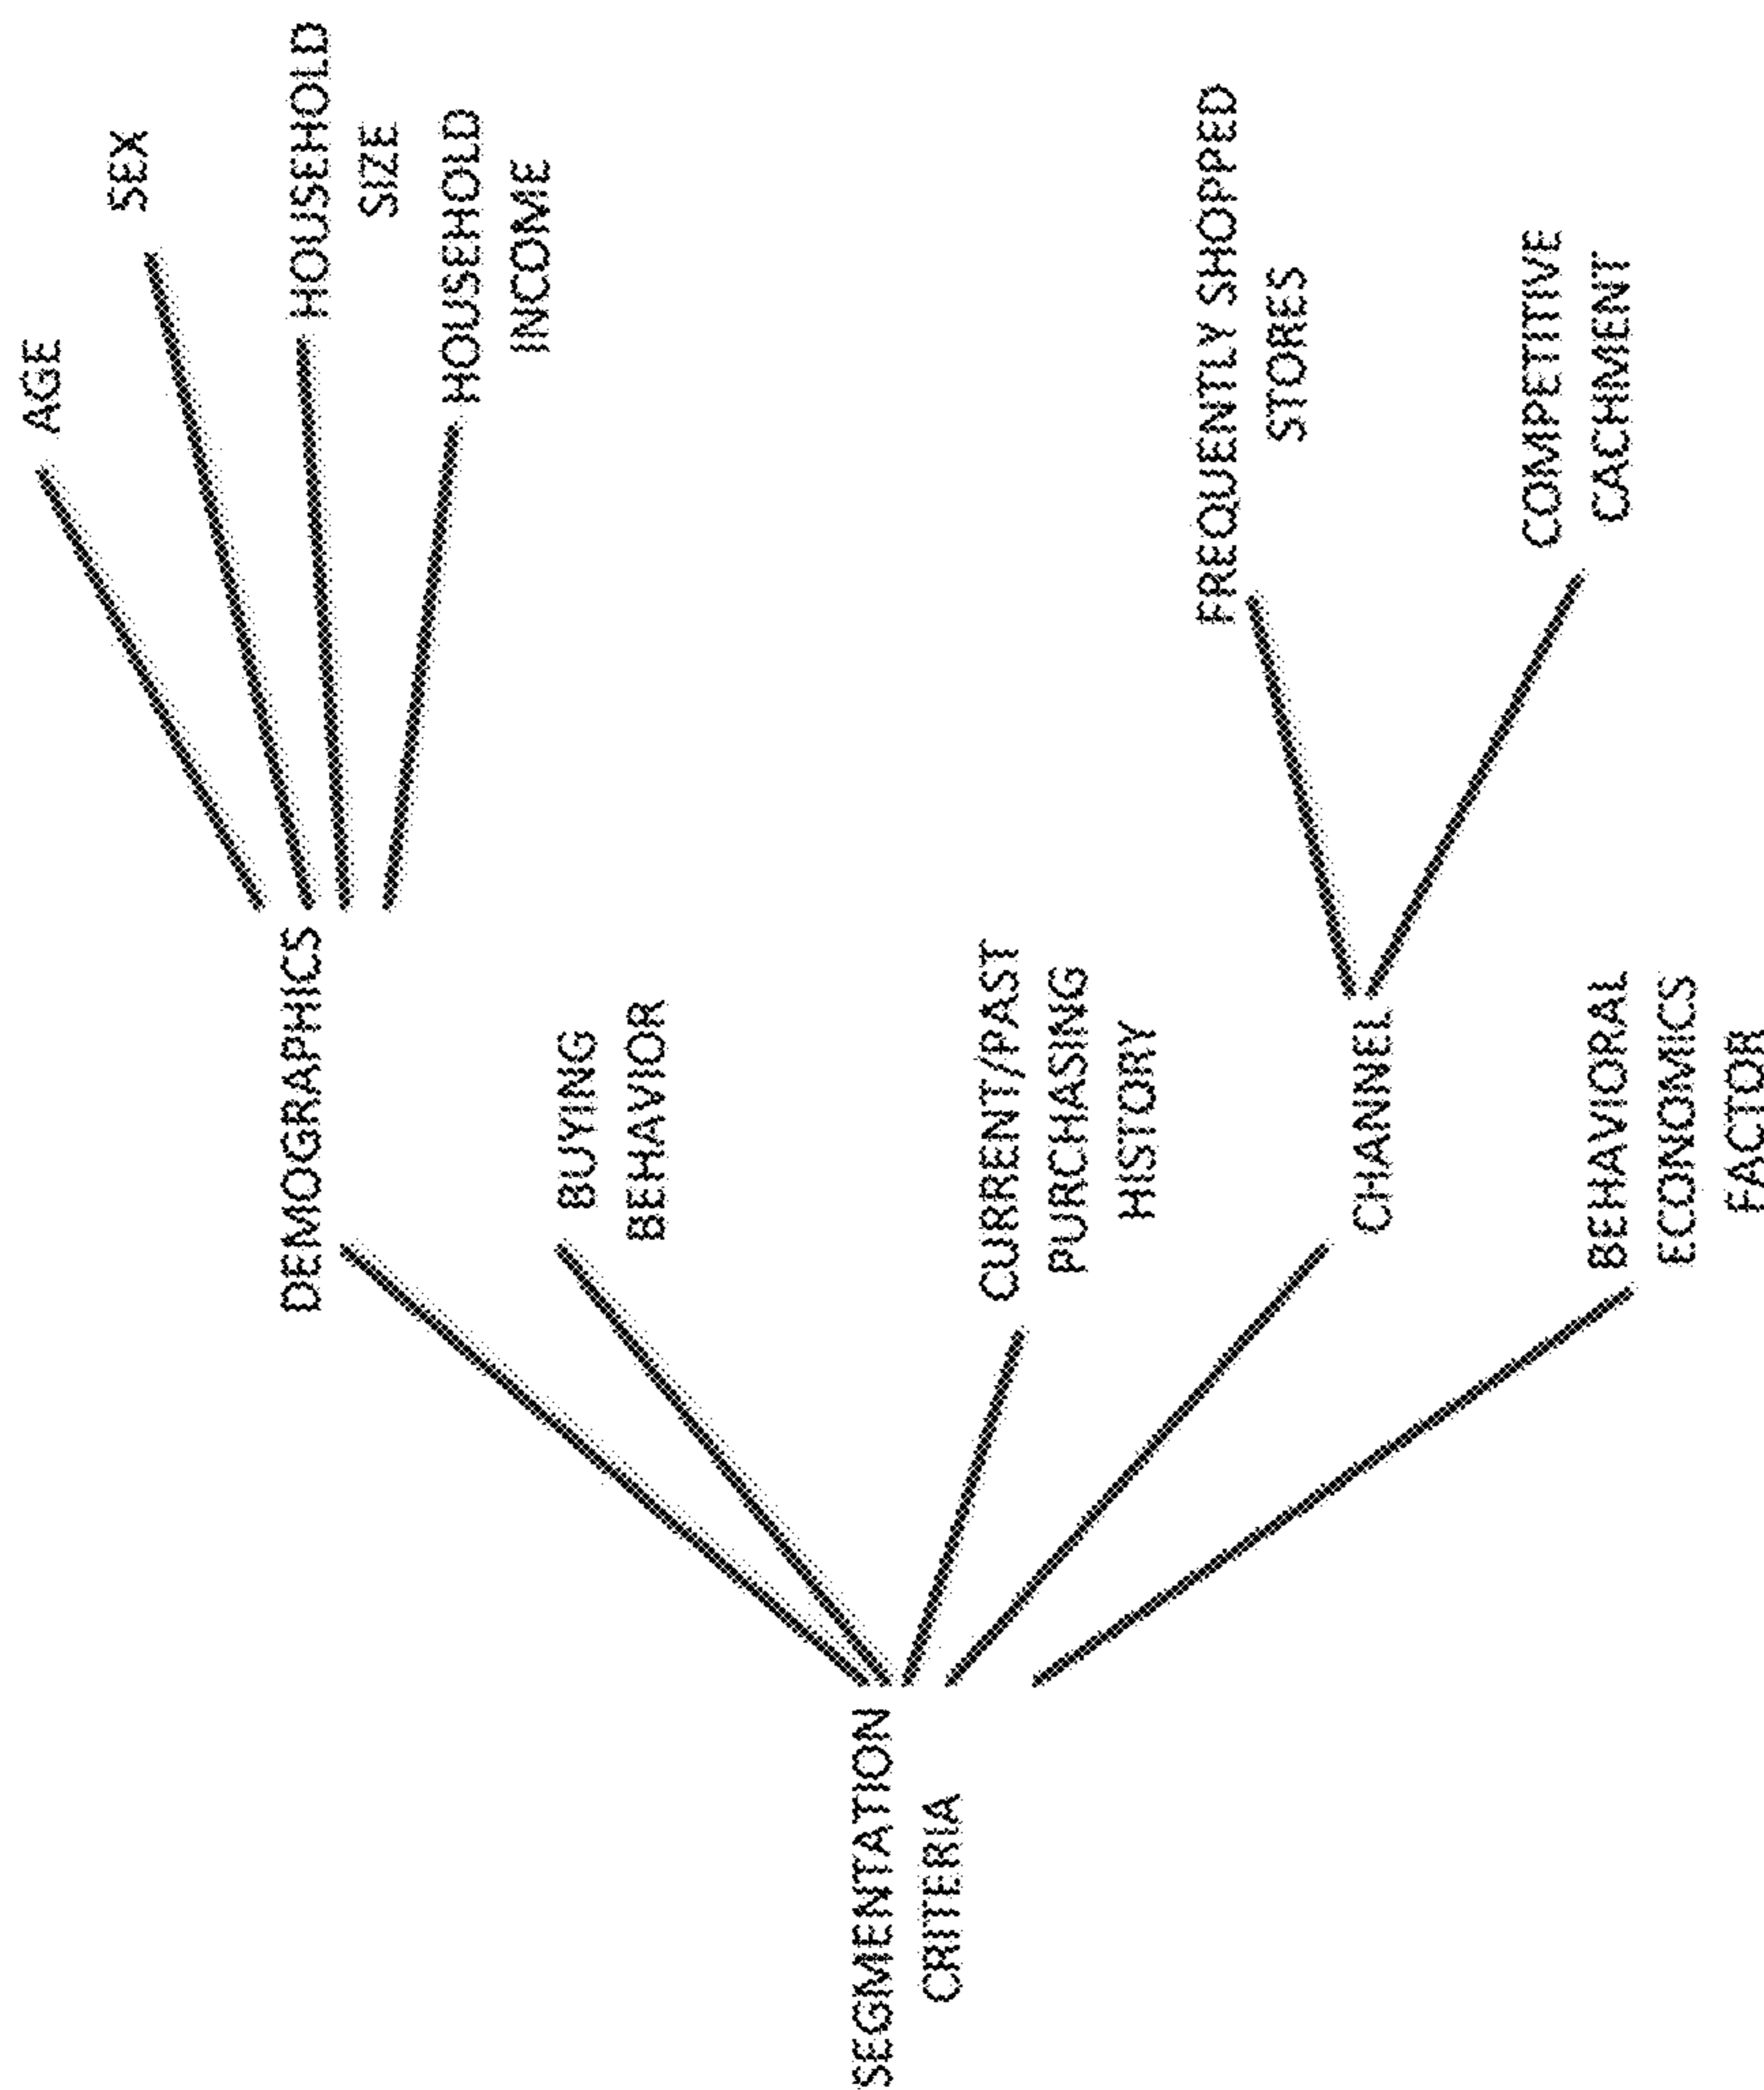 SEGMENTATION
CRITERIA
DEMOGRAPHICS
AGE
SEX
HOUSEHOLD
SIZE
HOUSEHOLD
INCOME
BUYING
BEHAVIOR
CURRENT/PAST
PURCHASING
HISTORY
CHANNEL
FREQUENTLY SHOPPED
STORES
COMPETITIVE
CACHMENT
BEHAVIORAL
ECONOMICS
FACTOR